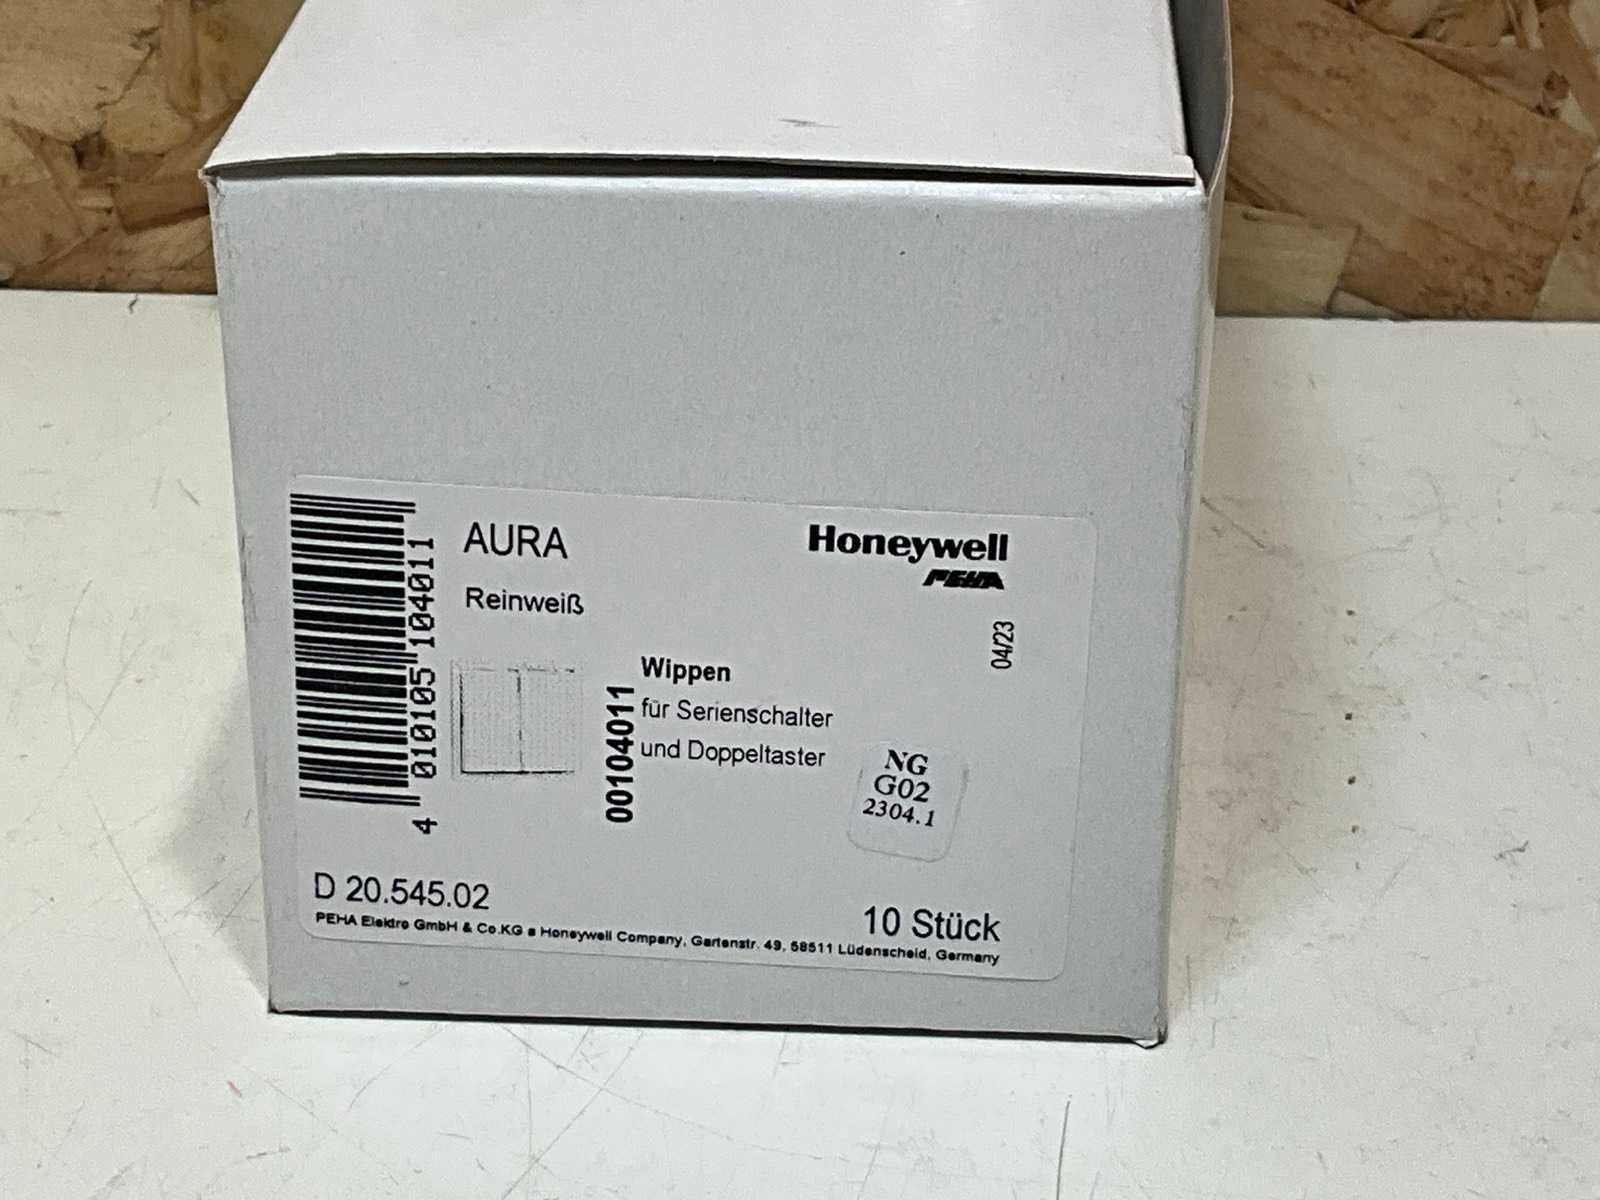 AURA
Reinweiß
Honeywell
PEHA
04/23
4 010105 104011
00104011
Wippen
für Serienschalter
und Doppeltaster
NG
G02
2304.1
D 20.545.02
10 Stück
PEHA Elektro GmbH & Co.KG a Honeywell Company, Gartenstr. 49, 58511 Lüdenscheid, Germany